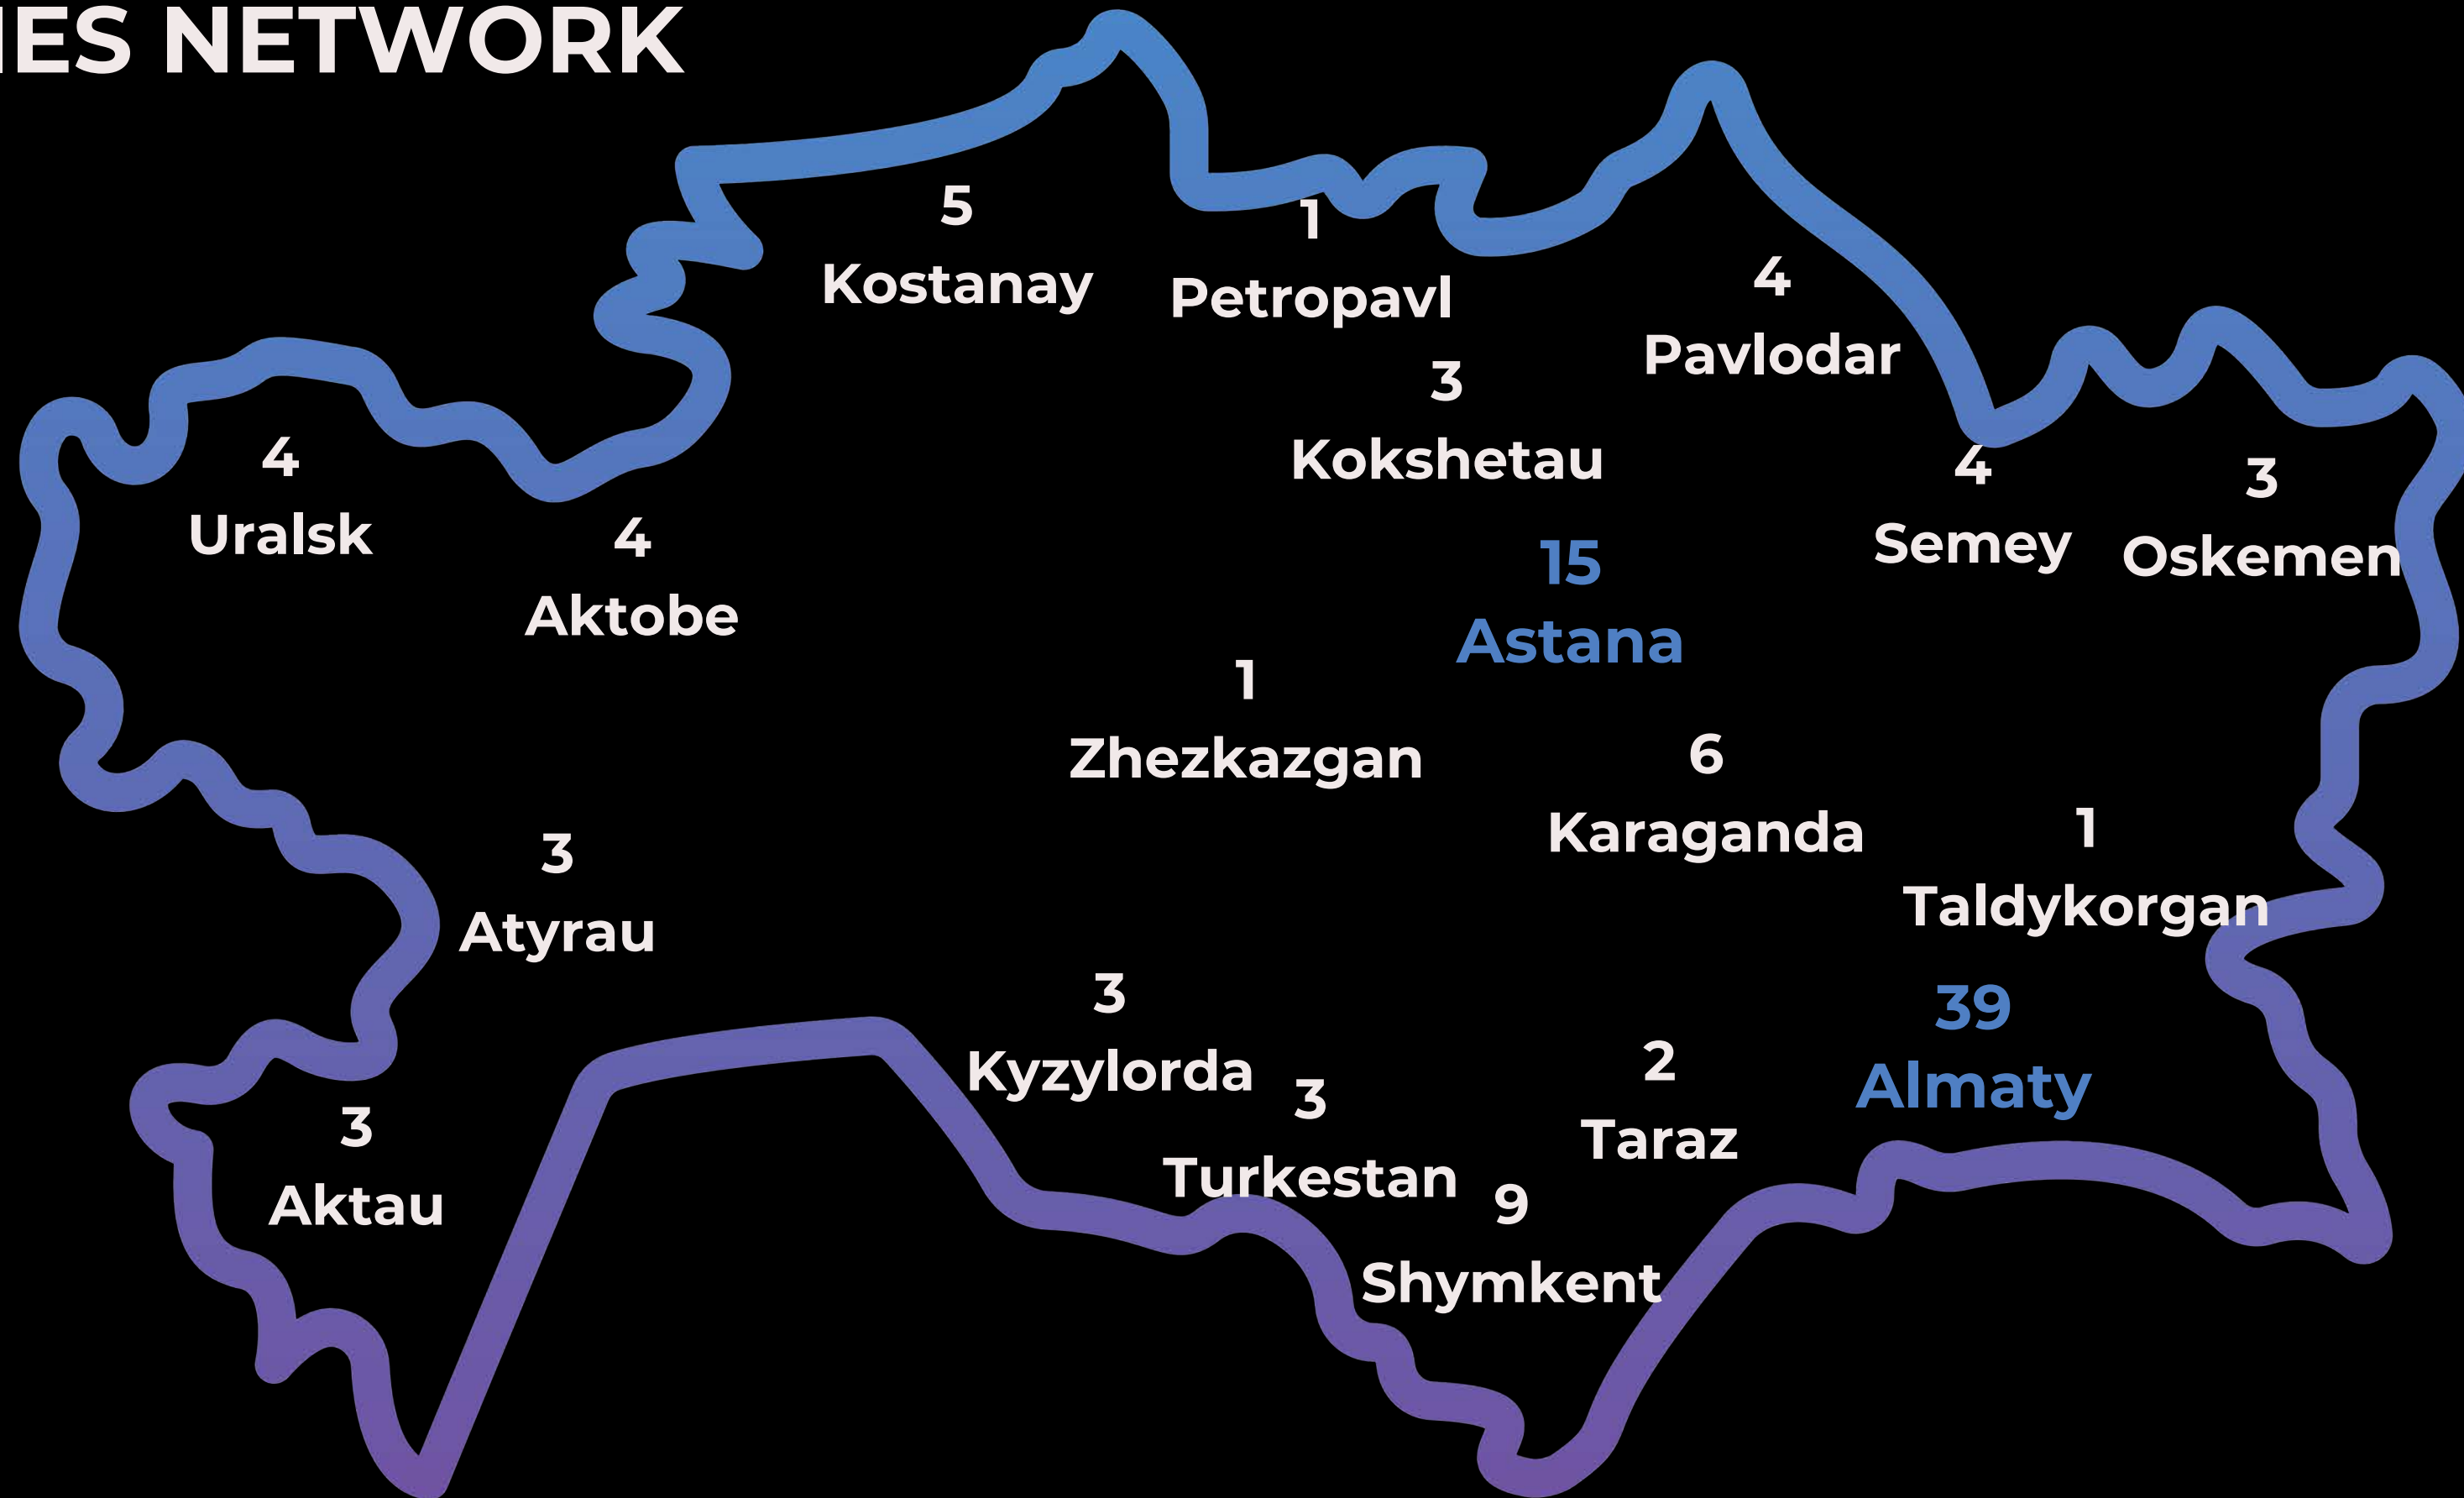 NETWORK
5
Kostanay
1
Petropavl
4
Pavlodar
3
Kokshetau
4
Uralsk
4
Semey
3
Oskemen
4
Aktobe
15
Astana
1
Zhezkazgan
6
Karaganda
1
Taldykorgan
3
Atyrau
3
Kyzylorda
39
Almaty
2
Taraz
3
Turkestan
3
Aktau
9
Shymkent